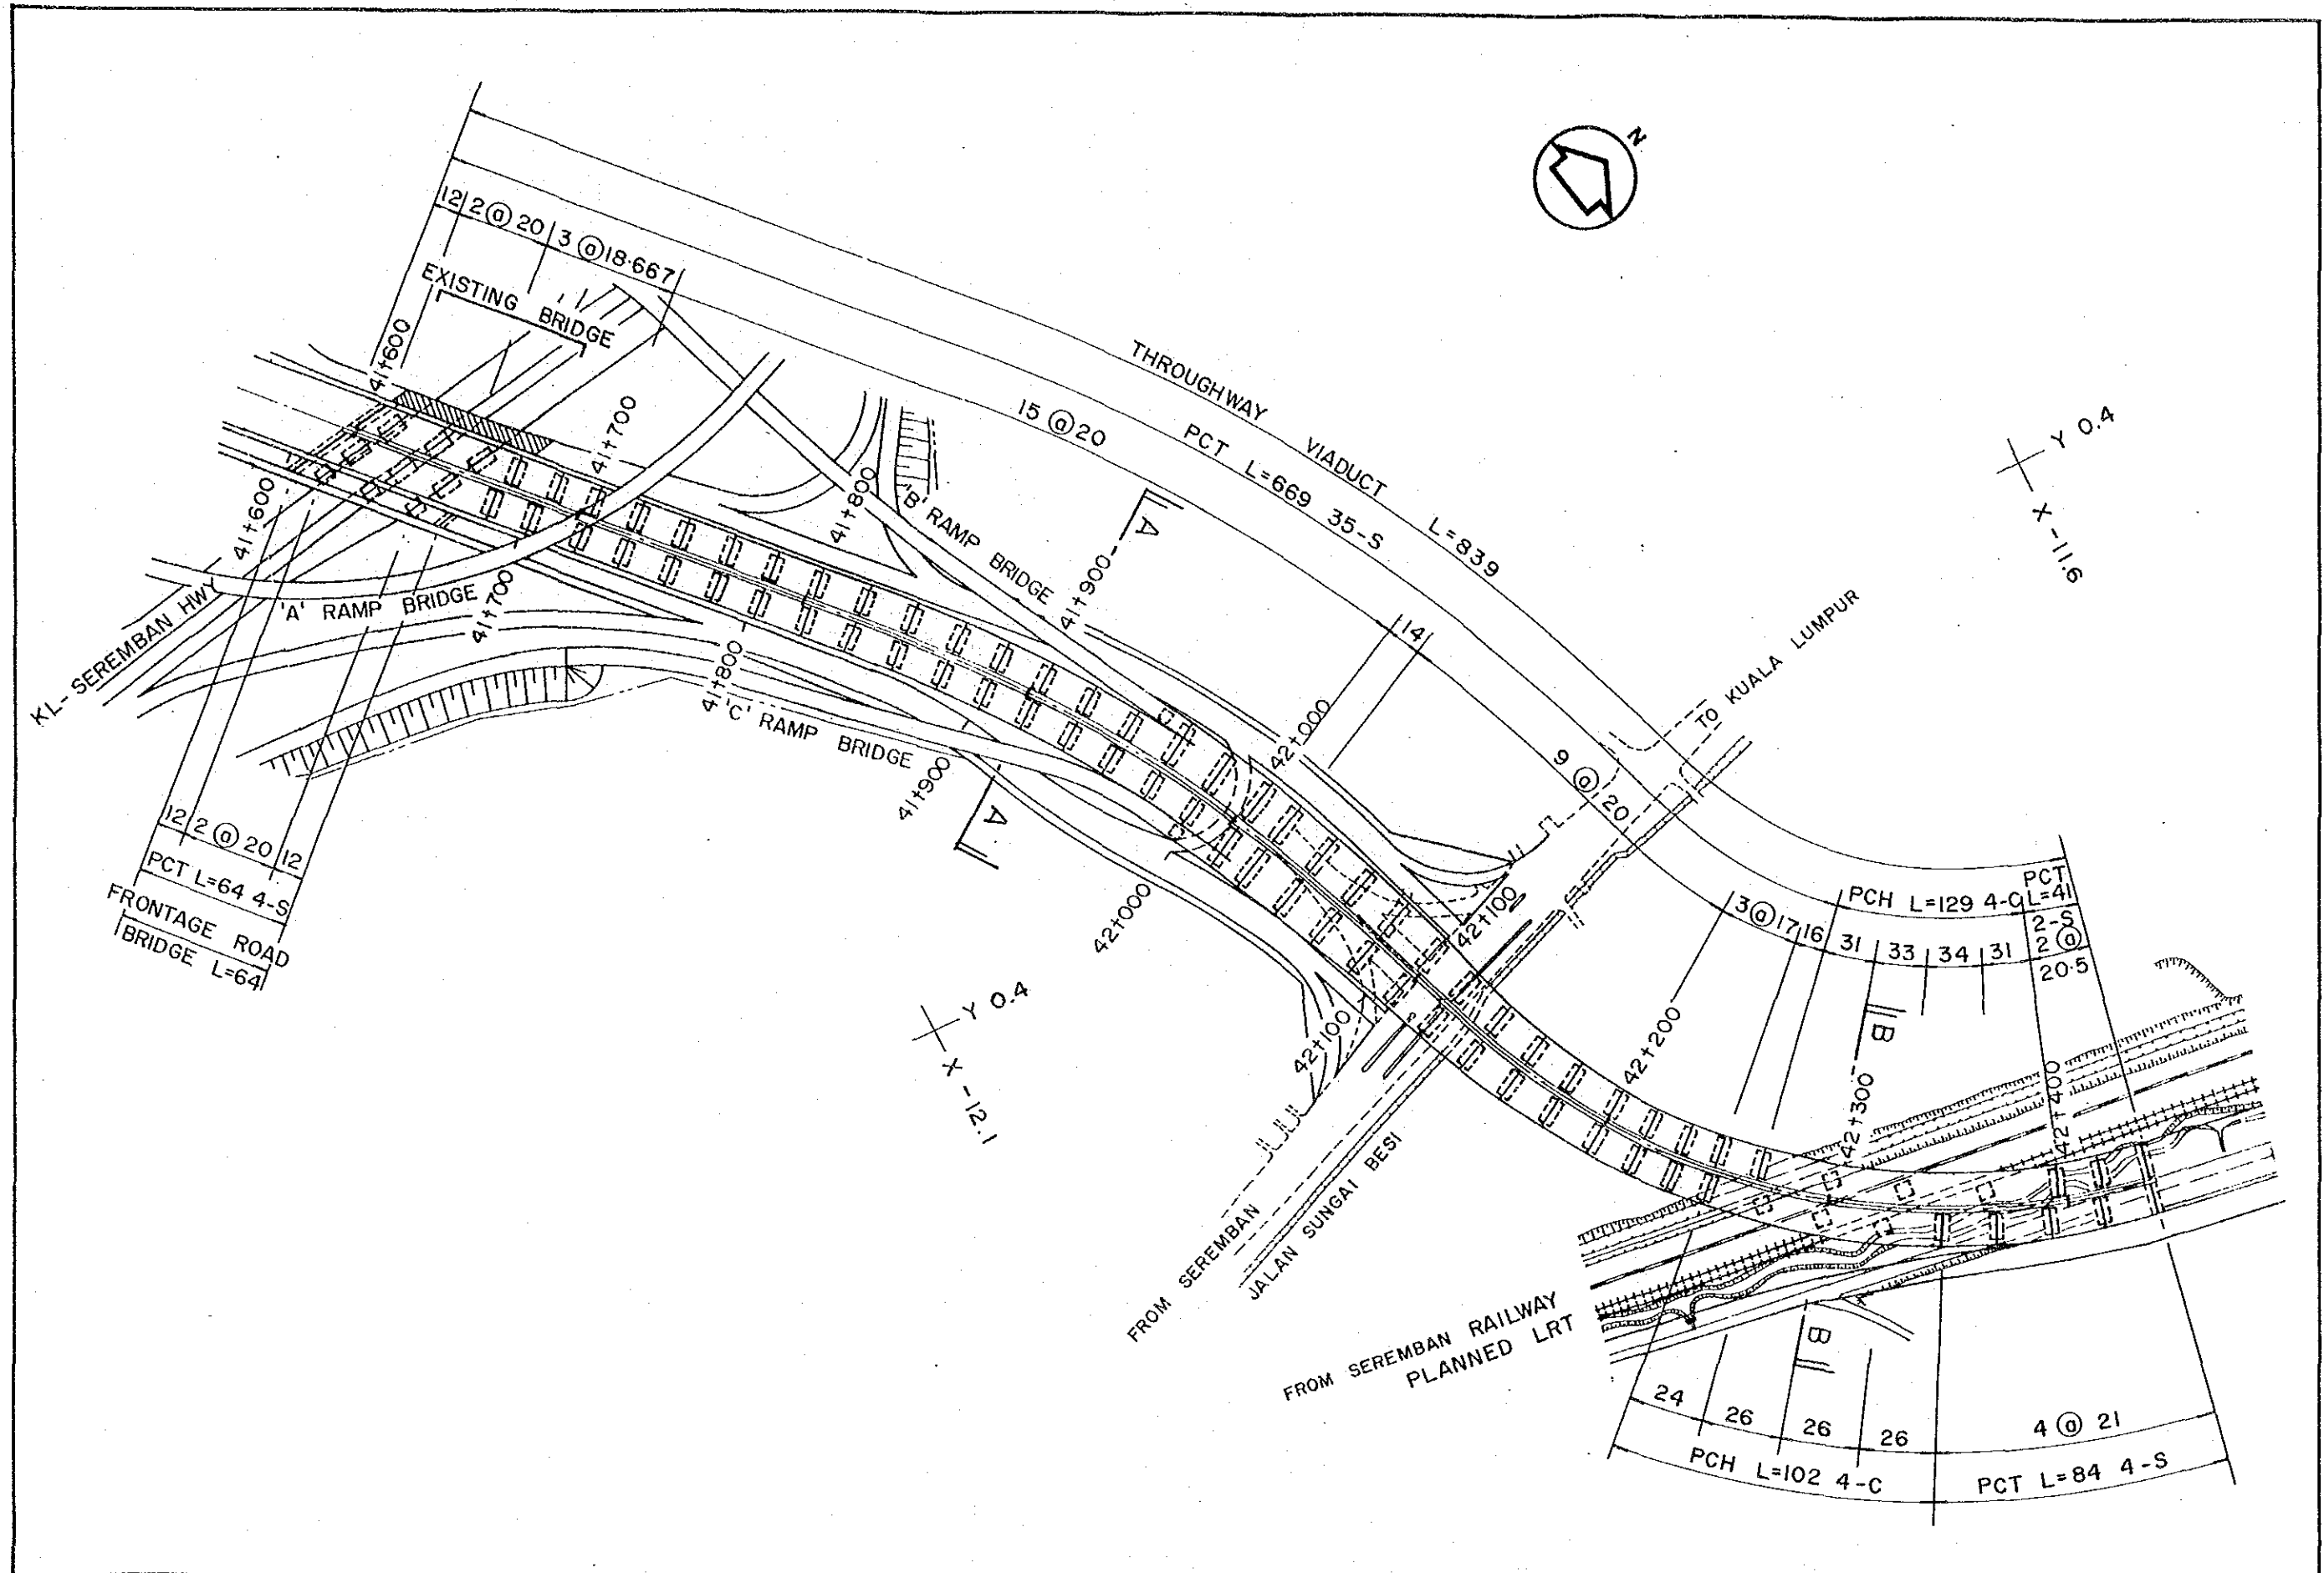 N
12 2 @ 20 3 @ 18·667
EXISTING BRIDGE
THROUGHWAY VIADUCT L=839
15 @ 20
PCT L=669 35-S
41+600
41+700
41+800
41+900
'B' RAMP BRIDGE
A
Y 0.4
X -11.6
14
TO KUALA LUMPUR
41+600
'A' RAMP BRIDGE
41+700
KL-SEREMBAN HWY
41+800
'C' RAMP BRIDGE
41+900
A
42+000
9 @ 20
12 2 @ 20 12
PCT L=64 4-S
FRONTAGE ROAD
BRIDGE L=64
42+000
42+100
3 @ 17 16 31 33 34 31
PCH L=129 4-C
PCT
L=41
2-S
2 @
20·5
Y 0.4
X -12.1
42+100
42+200
B
42+300
42+400
FROM SEREMBAN
JALAN SUNGAI BESI
FROM SEREMBAN RAILWAY
PLANNED LRT
B
24 26 26 26 4 @ 21
PCH L=102 4-C
PCT L=84 4-S